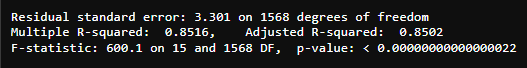 Residual standard error: 3.301 on 1568 degrees of freedom
Multiple R-squared:  0.8516,    Adjusted R-squared:  0.8502
F-statistic: 600.1 on 15 and 1568 DF,  p-value: < 0.00000000000000022